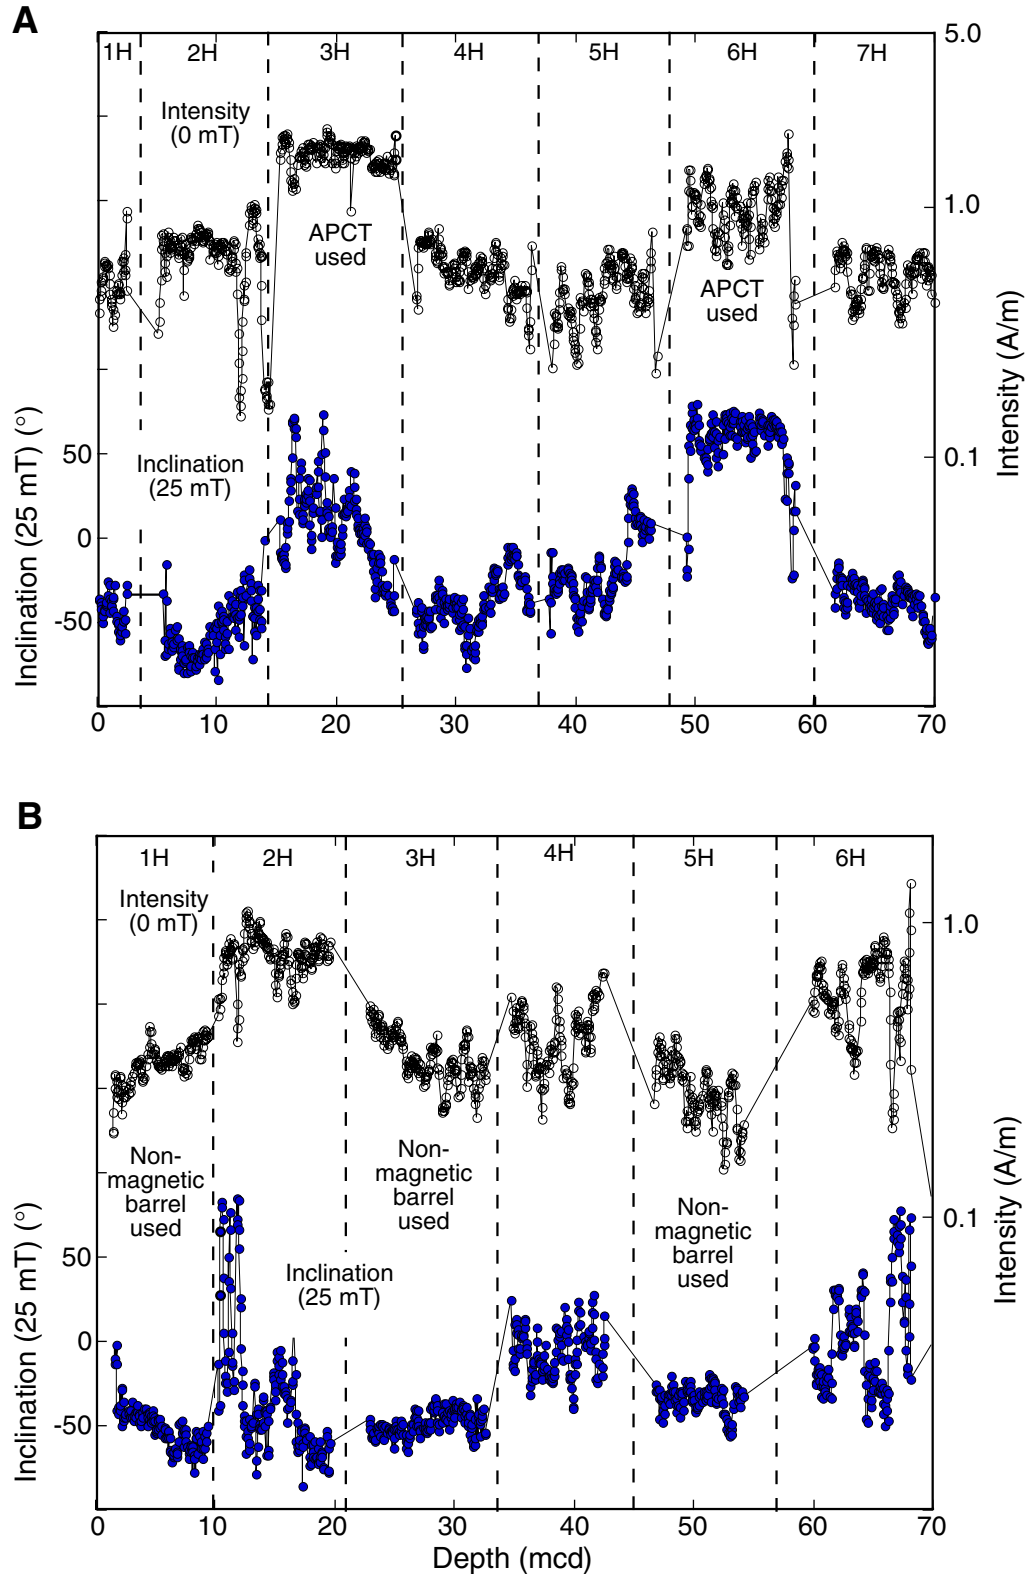 A
1H
2H
3H
4H
5H
6H
7H
5.0
Intensity
(0 mT)
1.0
APCT
used
APCT
used
Inclination
(25 mT)
50
0
-50
0.1
Inclination (25 mT) (°)
Intensity (A/m)
0
10
20
30
40
50
60
70
B
1H
2H
3H
4H
5H
6H
Intensity
(0 mT)
1.0
Non-
magnetic
barrel
used
Non-
magnetic
barrel
used
Non-
magnetic
barrel
used
Inclination
(25 mT)
50
0
-50
0.1
Inclination (25 mT) (°)
Intensity (A/m)
0
10
20
30
40
50
60
70
Depth (mcd)